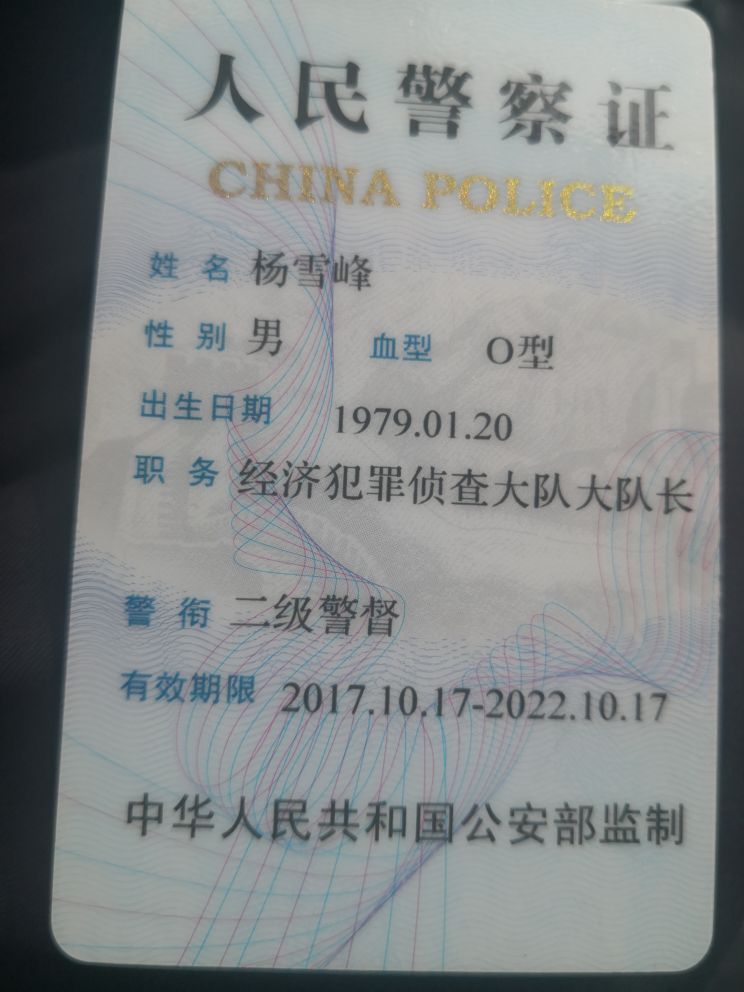 人民警察证
CHINA POLICE
姓 名 杨雪峰
性 别 男 血型 O型
出生日期 1979.01.20
职 务 经济犯罪侦查大队大队长
警 衔 二级警督
有效期限 2017.10.17-2022.10.17
中华人民共和国公安部监制